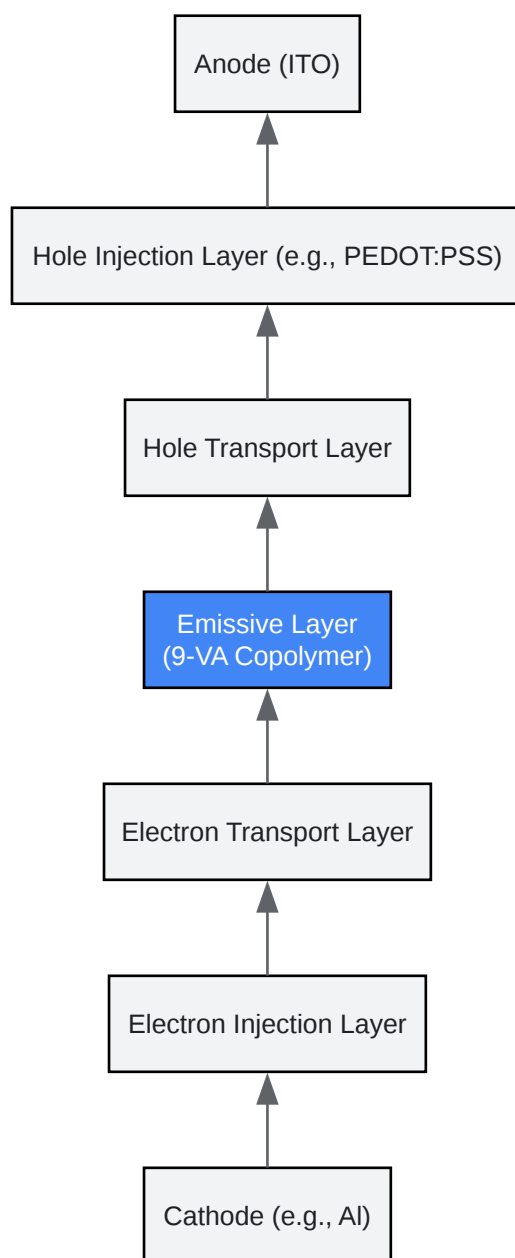 Anode (ITO)
Hole Injection Layer (e.g., PEDOT:PSS)
Hole Transport Layer
Emissive Layer
(9-VA Copolymer)
Electron Transport Layer
Electron Injection Layer
Cathode (e.g., Al)